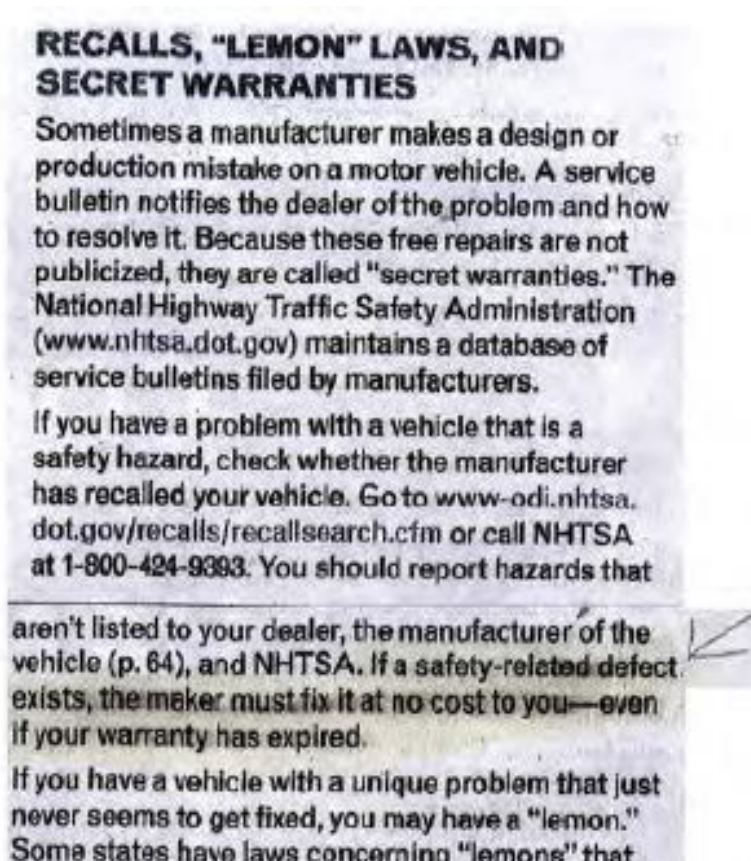 RECALLS, “LEMON” LAWS, AND
SECRET WARRANTIES
Sometimes a manufacturer makes a design or
production mistake on a motor vehicle. A service
bulletin notifies the dealer of the problem and how
to resolve it. Because these free repairs are not
publicized, they are called “secret warranties.” The
National Highway Traffic Safety Administration
(www.nhtsa.dot.gov) maintains a database of
service bulletins filed by manufacturers.
If you have a problem with a vehicle that is a
safety hazard, check whether the manufacturer
has recalled your vehicle. Go to www-odi.nhtsa.
dot.gov/recalls/recallsearch.cfm or call NHTSA
at 1-800-424-9393. You should report hazards that
aren’t listed to your dealer, the manufacturer of the
vehicle (p. 64), and NHTSA. If a safety-related defect
exists, the maker must fix it at no cost to you—even
if your warranty has expired.
If you have a vehicle with a unique problem that just
never seems to get fixed, you may have a “lemon.”
Some states have laws concerning “lemons” that